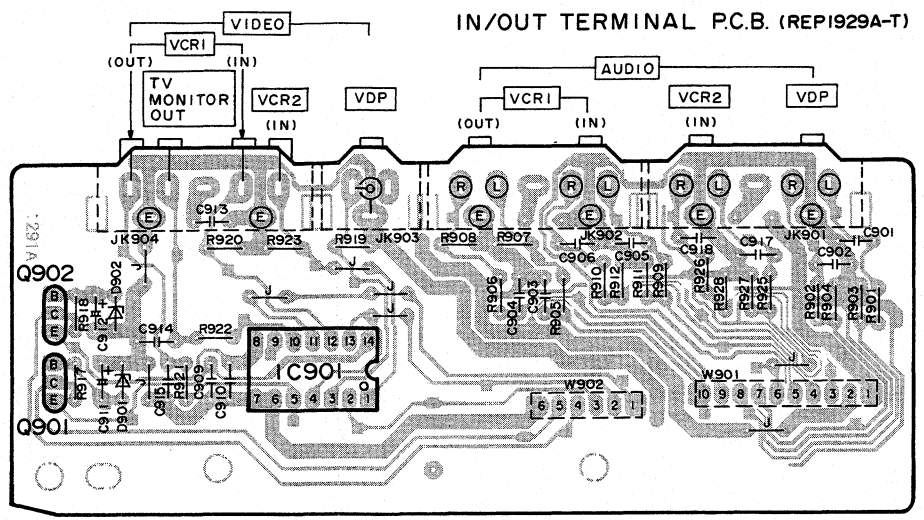 IN/OUT TERMINAL P.C.B. (REP1929A-T)
VIDEO
VCR1
(OUT) (IN)
TV
MONITOR
OUT
VCR2
(IN)
VDP
AUDIO
VCR1
(OUT) (IN)
VCR2
(IN)
VDP
R L R L R L R L
E E E E E E
C913
JK904 R920 R923 R919 JK903 R908 R907 JK902 C906 C905 C918 C917 JK901 C902 C901
291A
Q902
B
C
E
R918
C912
D902
J
J
J
J
J
C914
R922
R906
C904
C903
R905
R910
R912
R911
R909
R926
R928
R927
R925
R902
R904
R903
R901
8 9 10 11 12 13 14
IC901
7 6 5 4 3 2 1
B
C
E
Q901
R917
C911
D901
J
C915
R921
C909
C910
W902
6 5 4 3 2 1
W901
10 9 8 7 6 5 4 3 2 1
J
J